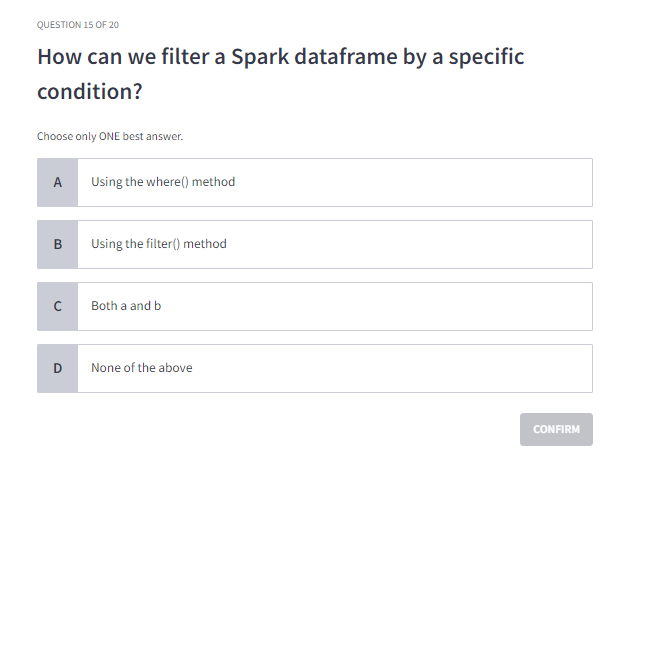 QUESTION 15 OF 20
How can we filter a Spark dataframe by a specific
condition?
Choose only ONE best answer.
A Using the where() method
B Using the filter() method
C Both a and b
D None of the above
CONFIRM